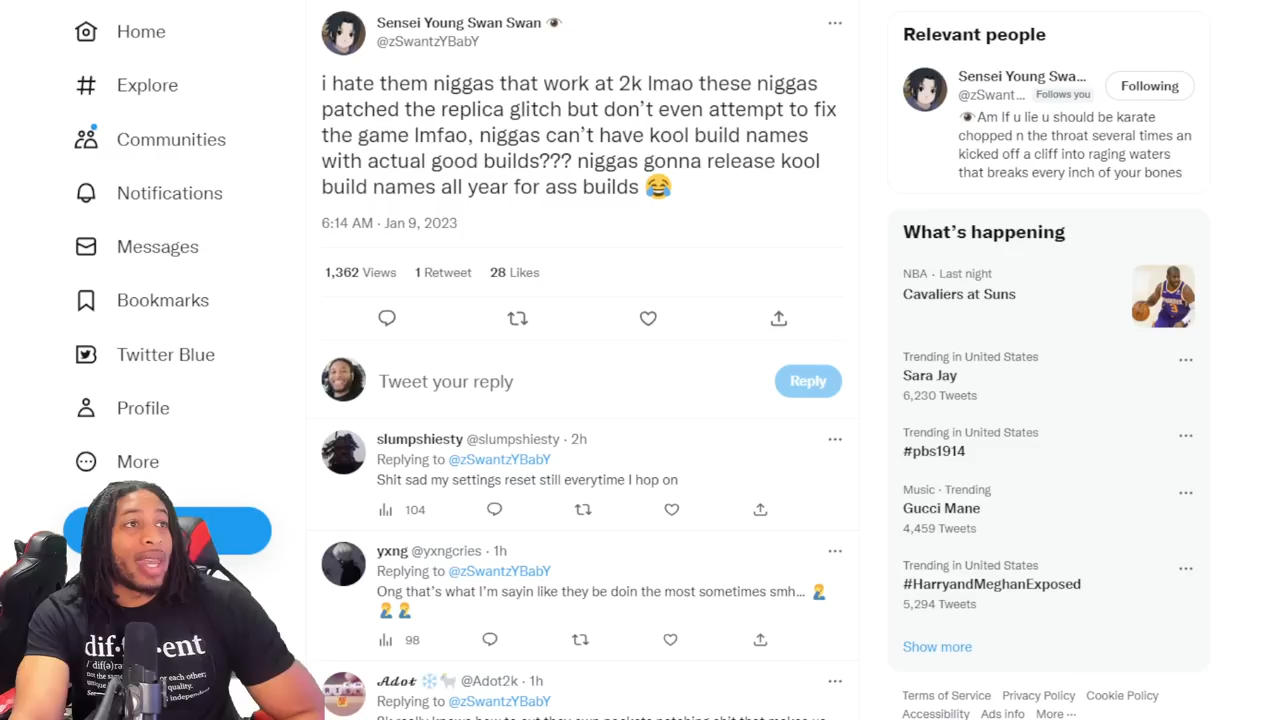 Home
Explore
Communities
Notifications
Messages
Bookmarks
Twitter Blue
Profile
More
Sensei Young Swan Swan 👁️
@zSwantzYBabY
i hate them niggas that work at 2k lmao these niggas
patched the replica glitch but don't even attempt to fix
the game lmfao, niggas can't have kool build names
with actual good builds??? niggas gonna release kool
build names all year for ass builds 😂
6:14 AM · Jan 9, 2023
1,362 Views 1 Retweet 28 Likes
Tweet your reply
Reply
slumpshiesty @slumpshiesty · 2h
Replying to @zSwantzYBabY
Shit sad my settings reset still everytime I hop on
104
yxng @yxngcries · 1h
Replying to @zSwantzYBabY
Ong that's what I'm sayin like they be doin the most sometimes smh... 🤦‍♂️
🤦‍♂️🤦‍♂️
98
𝓐𝓭𝓸𝓽 ❄️🐐 @Adot2k · 1h
Replying to @zSwantzYBabY
Relevant people
Sensei Young Swa...
@zSwant... Follows you
Following
👁️Am If u lie u should be karate
chopped n the throat several times an
kicked off a cliff into raging waters
that breaks every inch of your bones
What's happening
NBA · Last night
Cavaliers at Suns
Trending in United States
Sara Jay
6,230 Tweets
Trending in United States
#pbs1914
Music · Trending
Gucci Mane
4,459 Tweets
Trending in United States
#HarryandMeghanExposed
5,294 Tweets
Show more
Terms of Service Privacy Policy Cookie Policy
Accessibility Ads info More ···